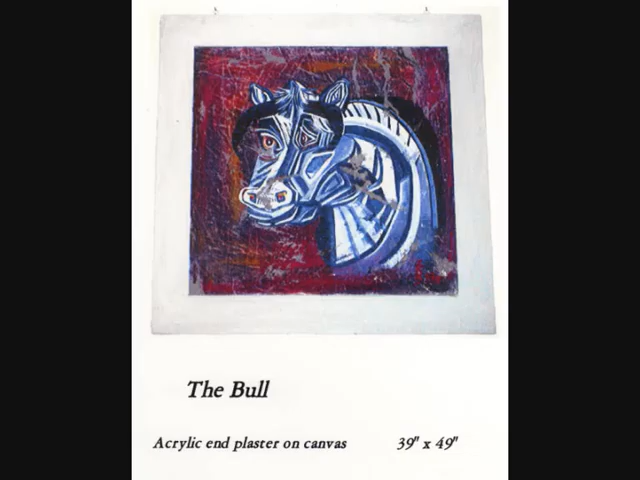 The Bull
Acrylic end plaster on canvas 39" x 49"